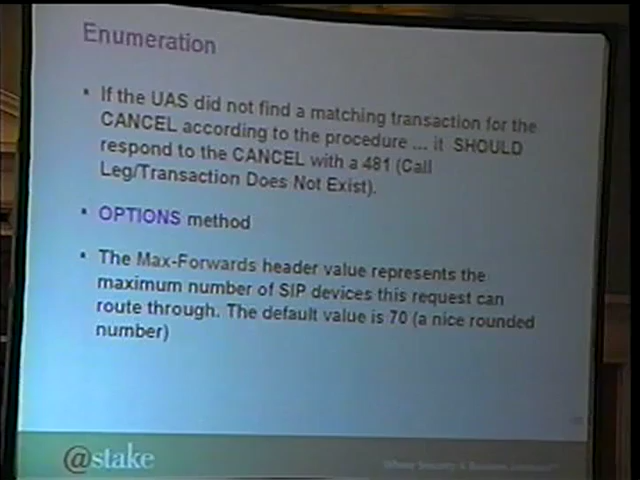 Enumeration
▪ If the UAS did not find a matching transaction for the
CANCEL according to the procedure ... it SHOULD
respond to the CANCEL with a 481 (Call
Leg/Transaction Does Not Exist).
▪ OPTIONS method
▪ The Max-Forwards header value represents the
maximum number of SIP devices this request can
route through. The default value is 70 (a nice rounded
number)
@stake
Where Security & Business